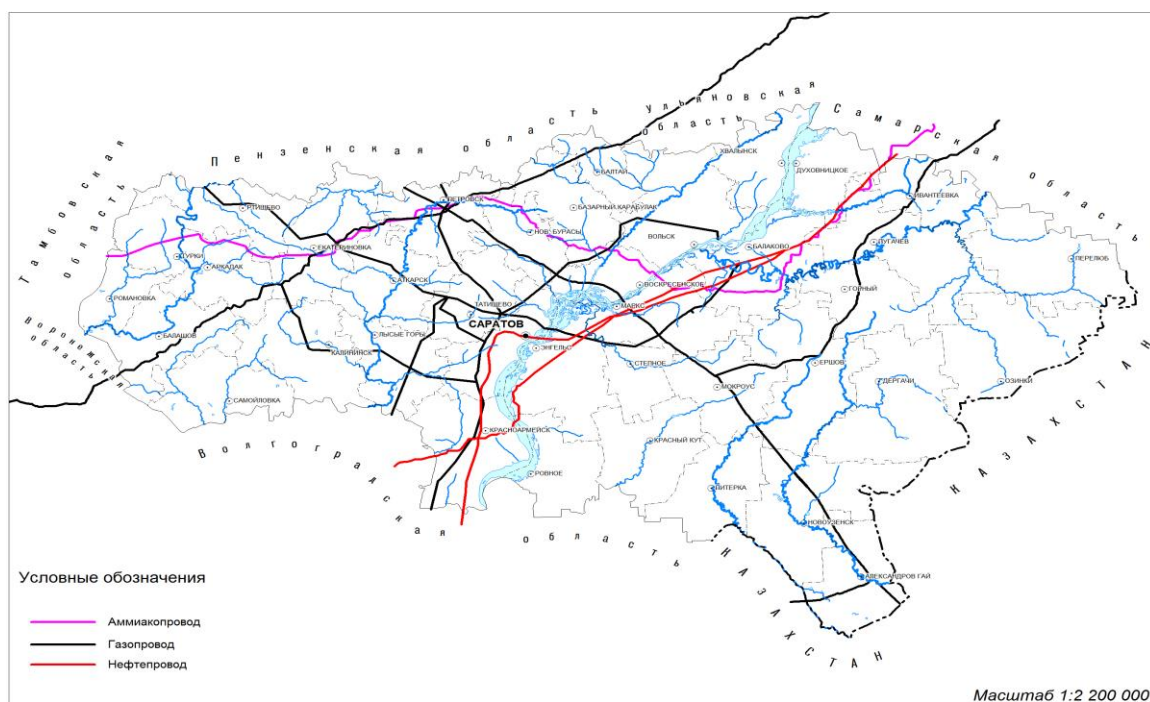 Пензенская область
Ульяновская область
Самарская область
Тамбовская область
Воронежская область
Волгоградская область
КАЗАХСТАН
КАЗАХСТАН
ХВАЛЫНСК
ДУХОВНИЦКОЕ
БАЛТАЙ
ИВАНТЕЕВКА
ПЕТРОВСК
РТИЩЕВО
БАЗАРНЫЙ КАРАБУЛАК
НОВ. БУРАСЫ
ВОЛЬСК
БАЛАКОВО
ПУГАЧЕВ
ЕКАТЕРИНОВКА
ТУРКИ
АРКАДАК
ПЕРЕЛЮБ
АТКАРСК
ВОСКРЕСЕНСКОЕ
ГОРНЫЙ
РОМАНОВКА
ТАТИЩЕВО
МАРКС
САРАТОВ
БАЛАШОВ
ЛЫСЫЕ ГОРЫ
ЭНГЕЛЬС
КАЛИНИНСК
СТЕПНОЕ
ЕРШОВ
МОКРОУС
ДЕРГАЧИ
ОЗИНКИ
САМОЙЛОВКА
КРАСНОАРМЕЙСК
КРАСНЫЙ КУТ
РОВНОЕ
ПИТЕРКА
НОВОУЗЕНСК
АЛЕКСАНДРОВ ГАЙ
Условные обозначения
Аммиакопровод
Газопровод
Нефтепровод
Масштаб 1:2 200 000